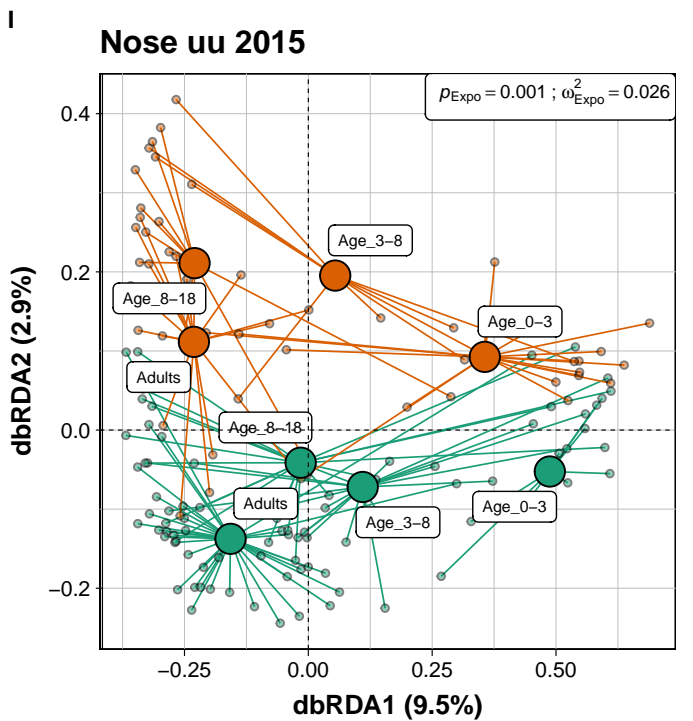 I
Nose uu 2015
pExpo = 0.001 ; ω²Expo = 0.026
Age_3−8
Age_8−18
Age_0−3
Adults
Age_8−18
Adults
Age_3−8
Age_0−3
0.4
0.2
0.0
−0.2
dbRDA2 (2.9%)
−0.25
0.00
0.25
0.50
dbRDA1 (9.5%)